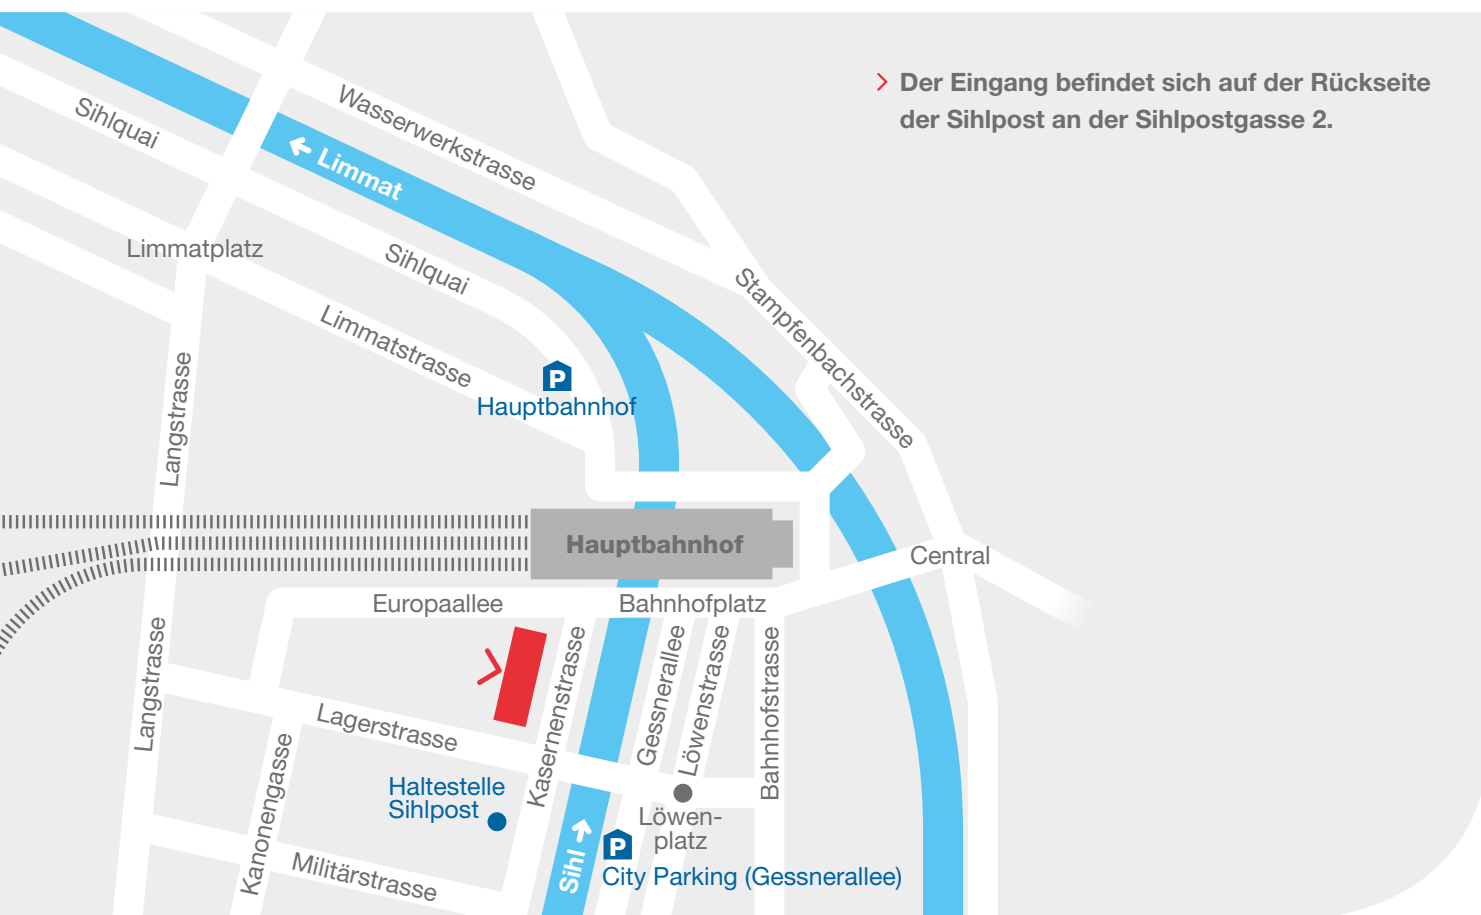 Der Eingang befindet sich auf der Rückseite
der Sihlpost an der Sihlpostgasse 2.
Wasserwerkstrasse
Sihlquai
Limmat
Limmatplatz
Sihlquai
Stampfenbachstrasse
Limmatstrasse
Langstrasse
P
Hauptbahnhof
Hauptbahnhof
Central
Europaallee
Bahnhofplatz
Langstrasse
Kasernenstrasse
Gessnerallee
Löwenstrasse
Bahnhofstrasse
Lagerstrasse
Kanonengasse
Haltestelle
Sihlpost
Löwen-
platz
P
Sihl
City Parking (Gessnerallee)
Militärstrasse